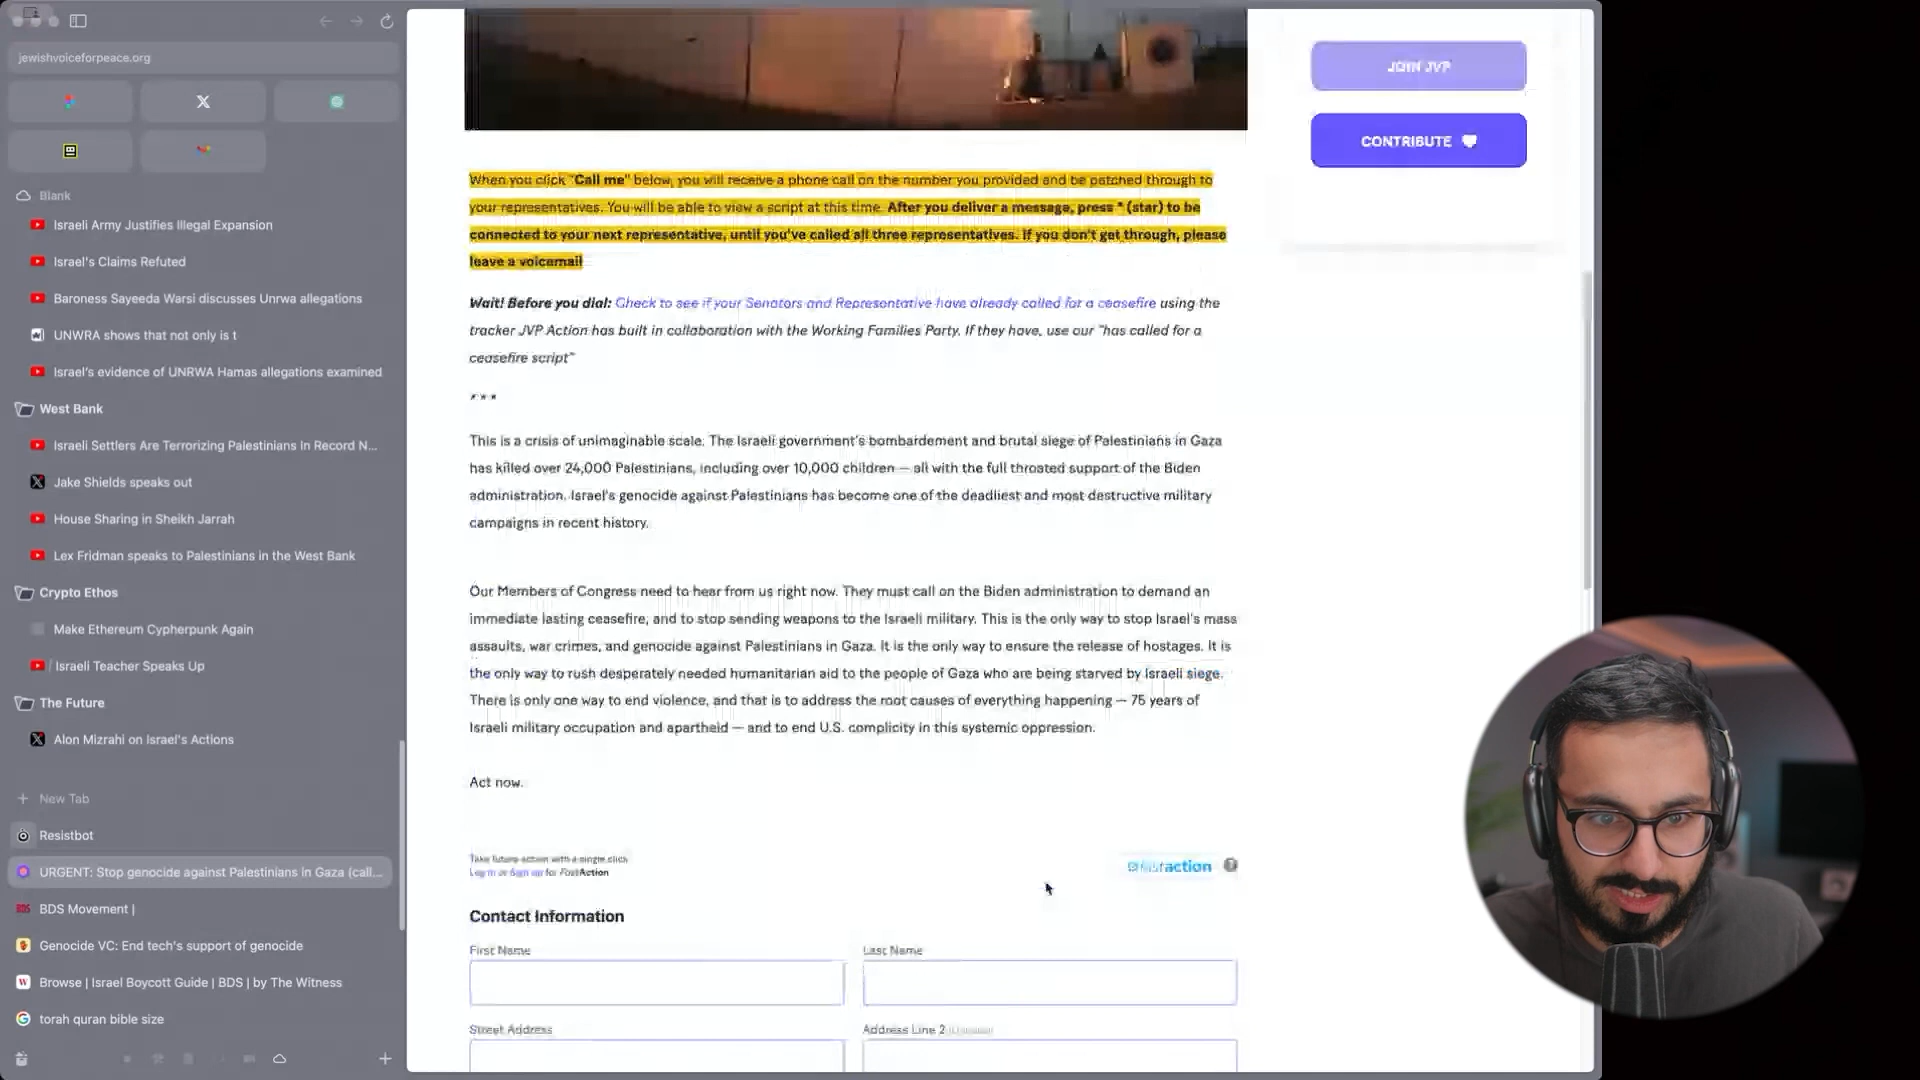 jewishvoiceforpeace.org
Blank
Israeli Army Justifies Illegal Expansion
Israel's Claims Refuted
Baroness Sayeeda Warsi discusses Unrwa allegations
UNWRA shows that not only is t
Israel's evidence of UNRWA Hamas allegations examined
West Bank
Israeli Settlers Are Terrorizing Palestinians In Record N...
Jake Shields speaks out
House Sharing in Sheikh Jarrah
Lex Fridman speaks to Palestinians in the West Bank
Crypto Ethos
Make Ethereum Cypherpunk Again
Israeli Teacher Speaks Up
The Future
Alon Mizrahi on Israel's Actions
New Tab
Resistbot
URGENT: Stop genocide against Palestinians in Gaza (call...
BDS Movement |
Genocide VC: End tech's support of genocide
Browse | Israel Boycott Guide | BDS | by The Witness
torah quran bible size
JOIN JVP
CONTRIBUTE
When you click "Call me" below, you will receive a phone call on the number you provided and be patched through to
your representatives. You will be able to view a script at this time. After you deliver a message, press * (star) to be
connected to your next representative, until you've called all three representatives. If you don't get through, please
leave a voicemail
Wait! Before you dial: Check to see if your Senators and Representative have already called for a ceasefire using the
tracker JVP Action has built in collaboration with the Working Families Party. If they have, use our "has called for a
ceasefire script"
***
This is a crisis of unimaginable scale. The Israeli government's bombardement and brutal siege of Palestinians in Gaza
has killed over 24,000 Palestinians, including over 10,000 children — all with the full throated support of the Biden
administration. Israel's genocide against Palestinians has become one of the deadliest and most destructive military
campaigns in recent history.
Our Members of Congress need to hear from us right now. They must call on the Biden administration to demand an
immediate lasting ceasefire, and to stop sending weapons to the Israeli military. This is the only way to stop Israel's mass
assaults, war crimes, and genocide against Palestinians in Gaza. It is the only way to ensure the release of hostages. It is
the only way to rush desperately needed humanitarian aid to the people of Gaza who are being starved by Israeli siege.
There is only one way to end violence, and that is to address the root causes of everything happening — 75 years of
Israeli military occupation and apartheid — and to end U.S. complicity in this systemic oppression.
Act now.
Take future action with a single click.
Log in or Sign up for FastAction
fastaction
?
Contact Information
First Name
Last Name
Street Address
Address Line 2